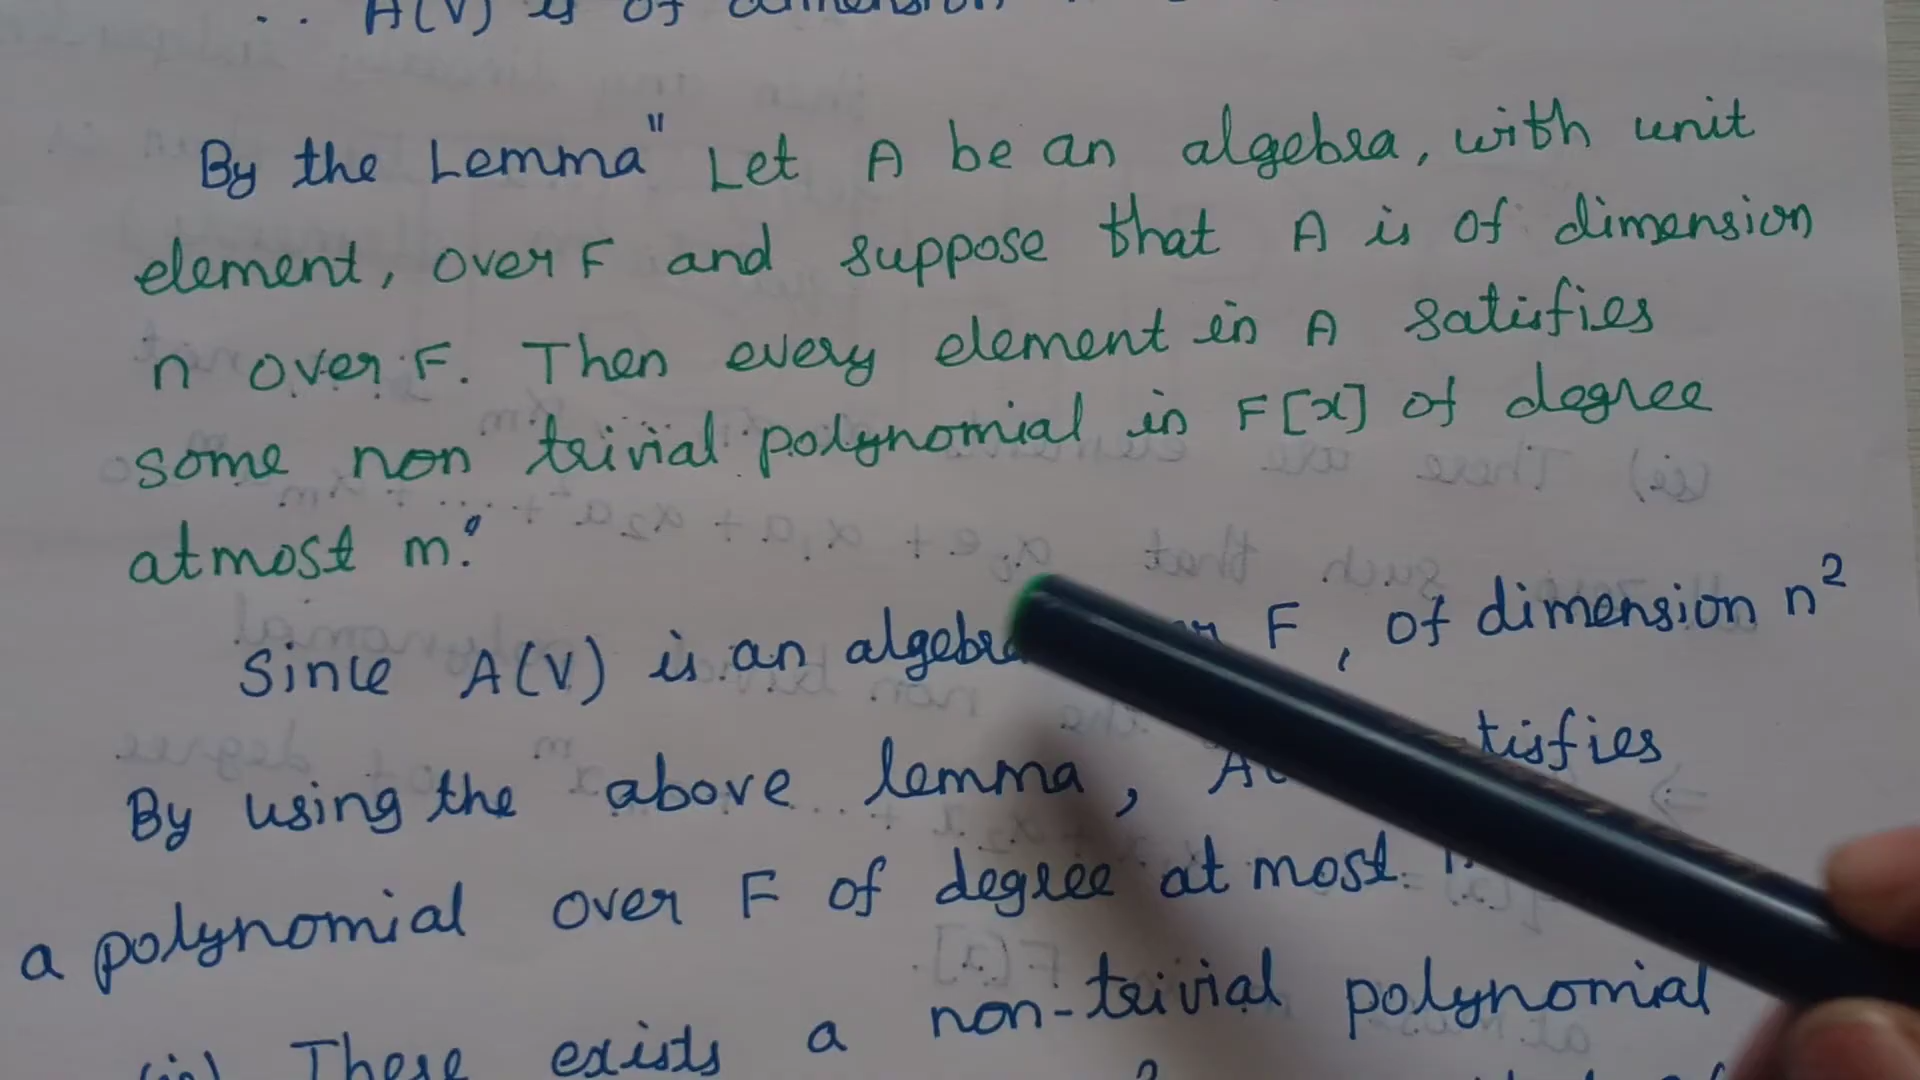 ∴ A(V) is of dimension
By the Lemma " Let A be an algebra, with unit
element, over F and suppose that A is of dimension
n over F. Then every element in A satisfies
some non trivial polynomial in F[x] of degree
atmost m."
Since A(V) is an algebra F, of dimension n²
By using the above lemma,
a polynomial over F of degree at most
(ie) There exists a non-trivial polynomial